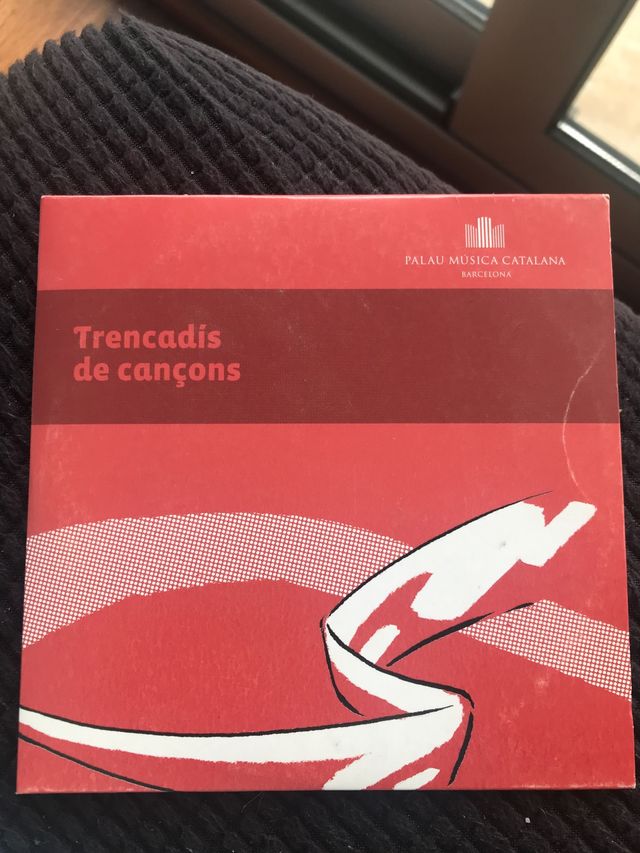 PALAU MÚSICA CATALANA
BARCELONA
Trencadís
de cançons